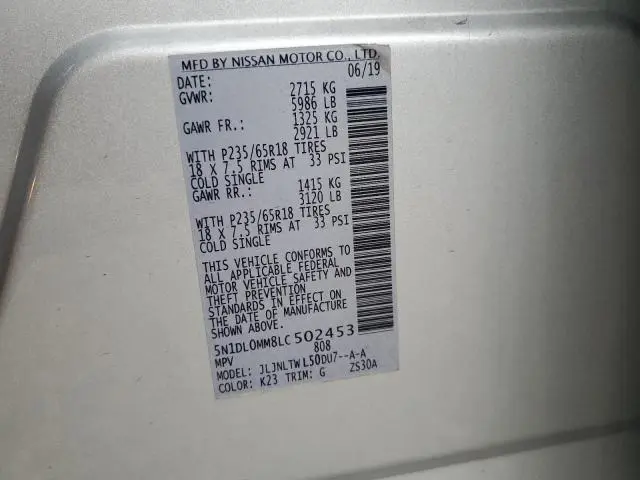 MFD BY NISSAN MOTOR CO., LTD.
DATE: 06/19
GVWR: 2715 KG
5986 LB
GAWR FR.: 1325 KG
2921 LB
WITH P235/65R18 TIRES
18 X 7.5 RIMS AT 33 PSI
COLD SINGLE
GAWR RR.: 1415 KG
3120 LB
WITH P235/65R18 TIRES
18 X 7.5 RIMS AT 33 PSI
COLD SINGLE
THIS VEHICLE CONFORMS TO
ALL APPLICABLE FEDERAL
MOTOR VEHICLE SAFETY AND
THEFT PREVENTION
STANDARDS IN EFFECT ON
THE DATE OF MANUFACTURE
SHOWN ABOVE.
5N1DL0MM8LC502453
MPV 808
MODEL: JLJNLTWL50DU7--A-A
COLOR: K23 TRIM: G ZS30A